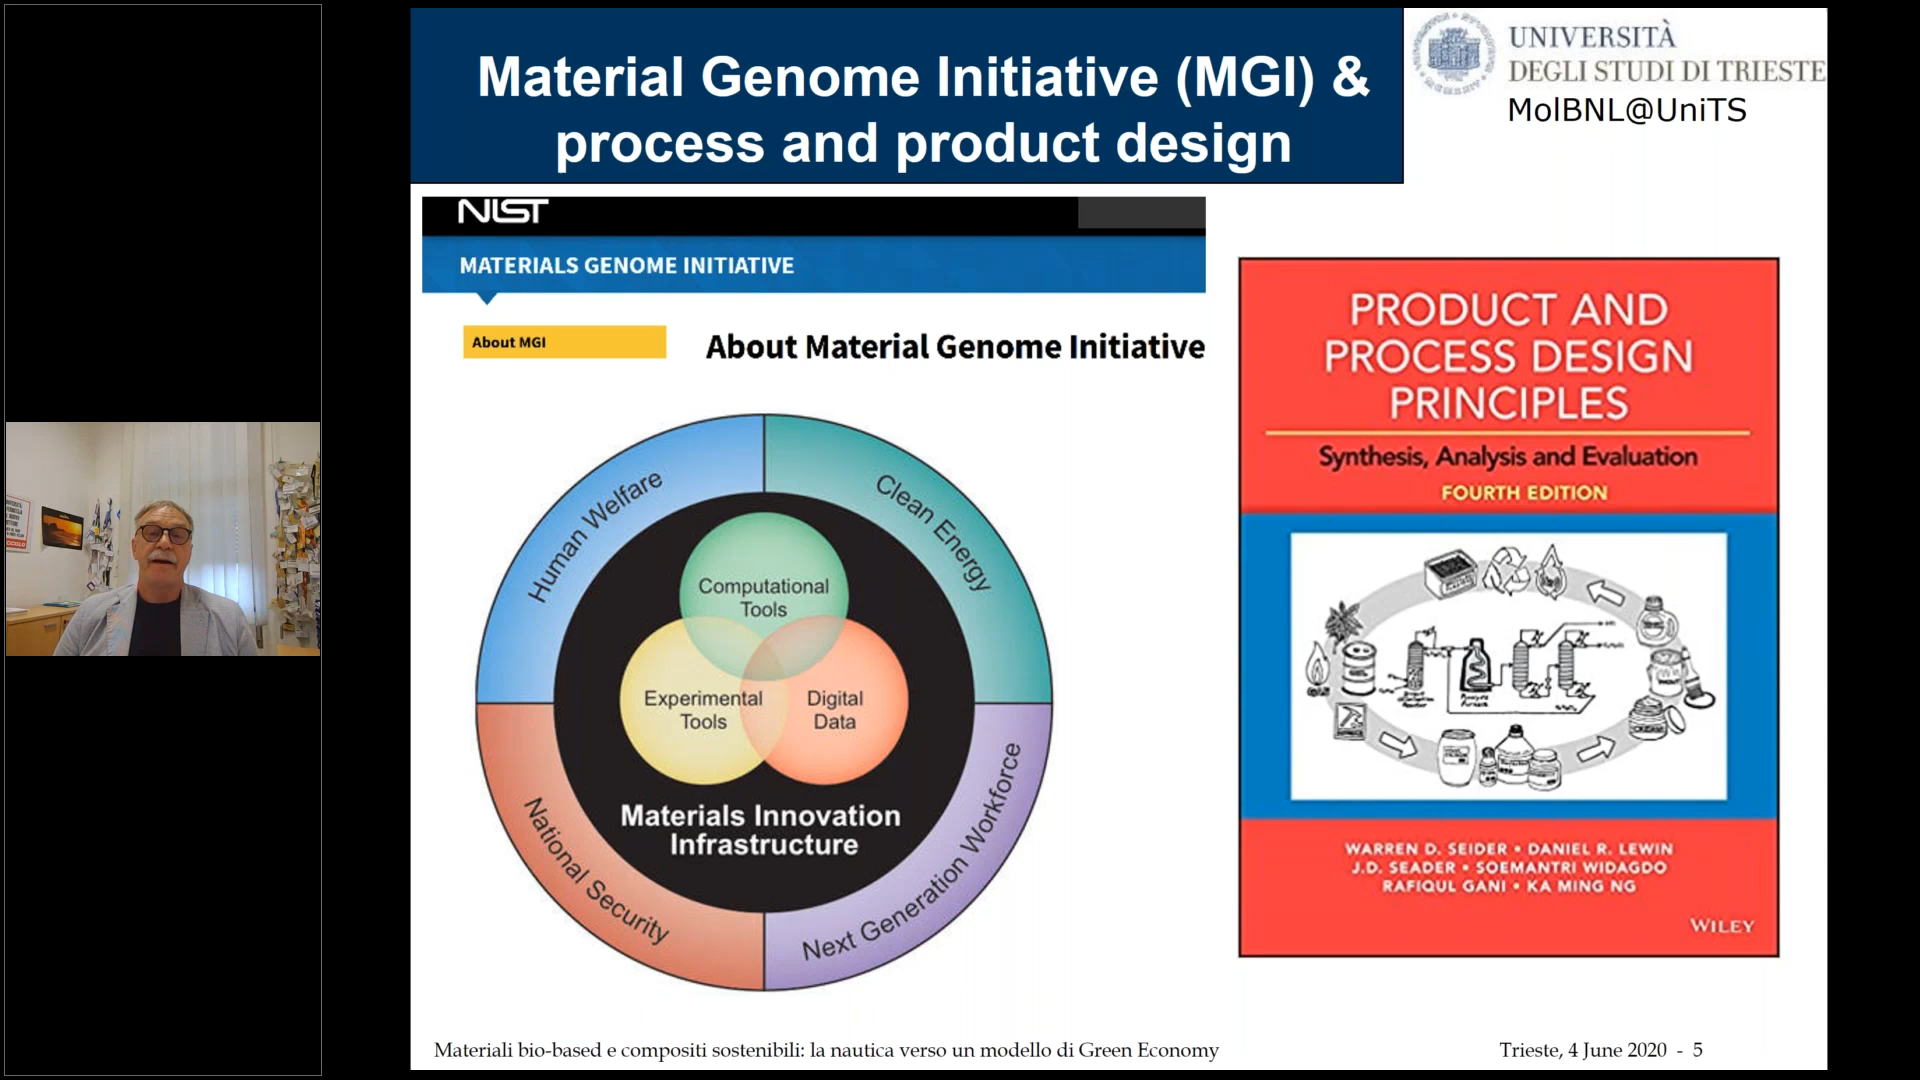 Material Genome Initiative (MGI) &
process and product design
UNIVERSITÀ
DEGLI STUDI DI TRIESTE
MolBNL@UniTS
NIST
MATERIALS GENOME INITIATIVE
About MGI
About Material Genome Initiative
Human Welfare
Clean Energy
Computational
Tools
Experimental
Tools
Digital
Data
Materials Innovation
Infrastructure
National Security
Next Generation Workforce
PRODUCT AND
PROCESS DESIGN
PRINCIPLES
Synthesis, Analysis and Evaluation
FOURTH EDITION
WARREN D. SEIDER • DANIEL R. LEWIN
J.D. SEADER • SOEMANTRI WIDAGDO
RAFIQUL GANI • KA MING NG
WILEY
Materiali bio-based e compositi sostenibili: la nautica verso un modello di Green Economy
Trieste, 4 June 2020 - 5